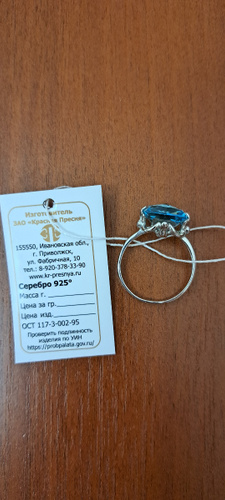 Изготовитель
ЗАО «Красная Пресня»
155550, Ивановская обл.,
г. Приволжск,
ул. Фабричная, 10
тел.: 8-920-378-33-90
www.kr-presnya.ru
Серебро 925°
Масса г.
Цена за гр.
Цена изд.
ОСТ 117-3-002-95
Проверить подлинность
изделия по УИН
https://probpalata.gov.ru/